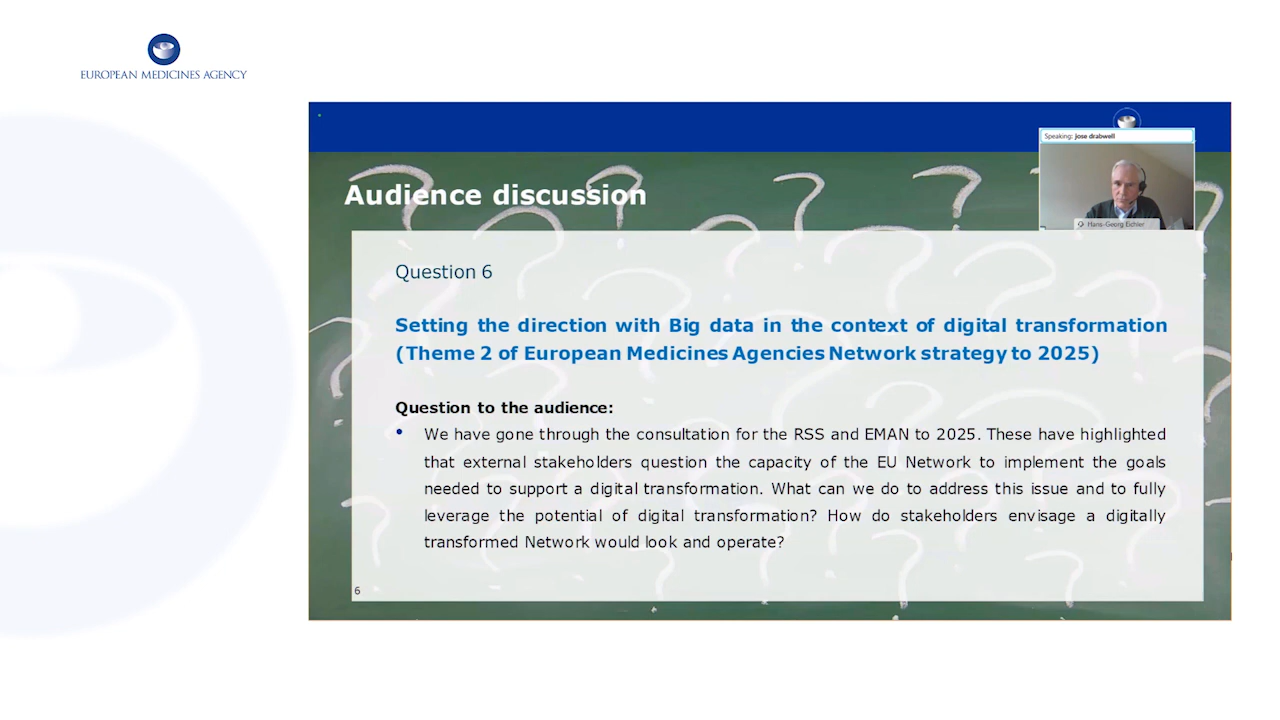 EUROPEAN MEDICINES AGENCY
Speaking: jose drabwell
Audience discussion
Hans-Georg Eichler
Question 6
Setting the direction with Big data in the context of digital transformation
(Theme 2 of European Medicines Agencies Network strategy to 2025)
Question to the audience:
• We have gone through the consultation for the RSS and EMAN to 2025. These have highlighted
that external stakeholders question the capacity of the EU Network to implement the goals
needed to support a digital transformation. What can we do to address this issue and to fully
leverage the potential of digital transformation? How do stakeholders envisage a digitally
transformed Network would look and operate?
6